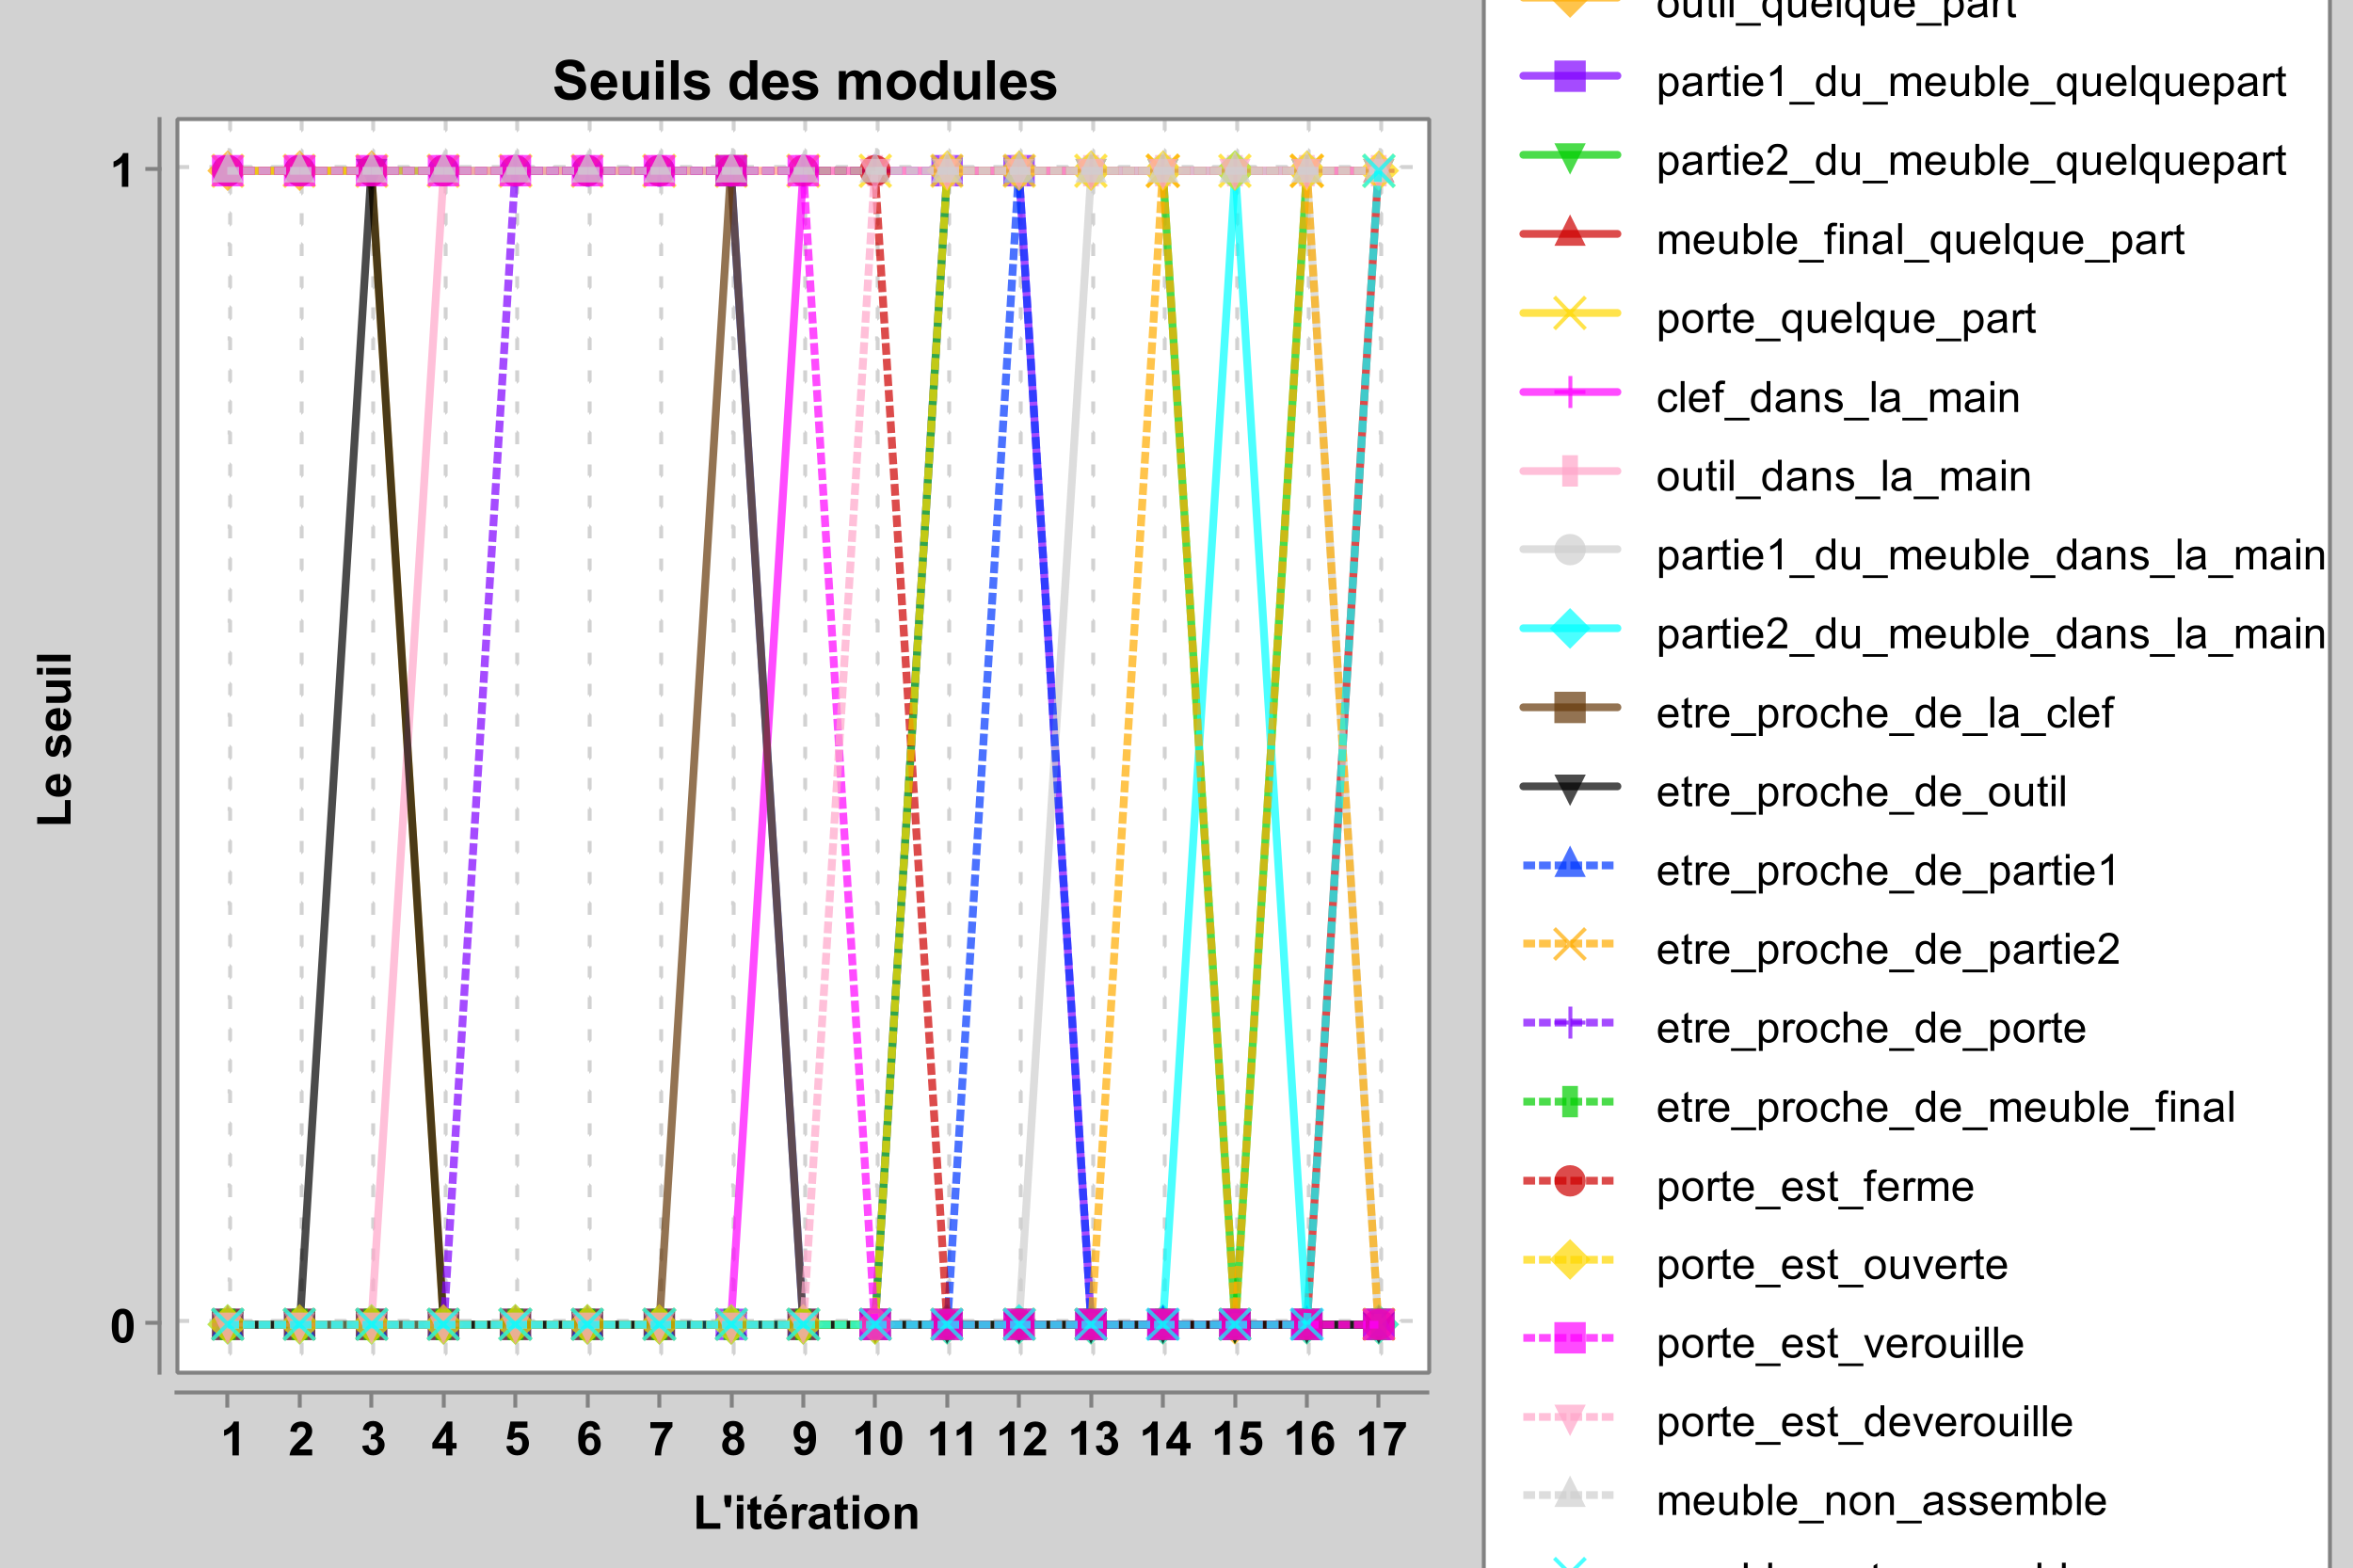 outil_quelque_part
Seuils des modules
partie1_du_meuble_quelquepart
partie2_du_meuble_quelquepart
meuble_final_quelque_part
porte_quelque_part
clef_dans_la_main
outil_dans_la_main
partie1_du_meuble_dans_la_main
partie2_du_meuble_dans_la_main
etre_proche_de_la_clef
etre_proche_de_outil
etre_proche_de_partie1
etre_proche_de_partie2
etre_proche_de_porte
etre_proche_de_meuble_final
porte_est_ferme
porte_est_ouverte
porte_est_verouille
porte_est_deverouille
meuble_non_assemble
Le seuil
1
0
1 2 3 4 5 6 7 8 9 10 11 12 13 14 15 16 17
L'itération